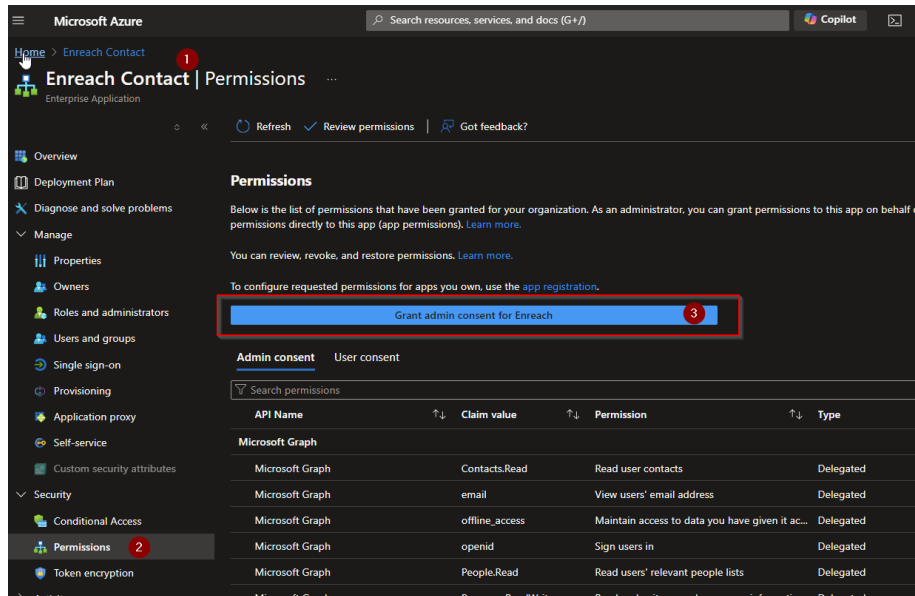 Microsoft Azure
Search resources, services, and docs (G+/)
Copilot
Home > Enreach Contact
1
Enreach Contact | Permissions ...
Enterprise Application
Refresh
Review permissions
Got feedback?
Overview
Deployment Plan
Diagnose and solve problems
Manage
Properties
Owners
Roles and administrators
Users and groups
Single sign-on
Provisioning
Application proxy
Self-service
Custom security attributes
Security
Conditional Access
Permissions 2
Token encryption
Permissions
Below is the list of permissions that have been granted for your organization. As an administrator, you can grant permissions to this app on behalf
permissions directly to this app (app permissions). Learn more.
You can review, revoke, and restore permissions. Learn more.
To configure requested permissions for apps you own, use the app registration.
Grant admin consent for Enreach 3
Admin consent User consent
Search permissions
API Name Claim value Permission Type
Microsoft Graph
Microsoft Graph Contacts.Read Read user contacts Delegated
Microsoft Graph email View users' email address Delegated
Microsoft Graph offline_access Maintain access to data you have given it ac... Delegated
Microsoft Graph openid Sign users in Delegated
Microsoft Graph People.Read Read users' relevant people lists Delegated